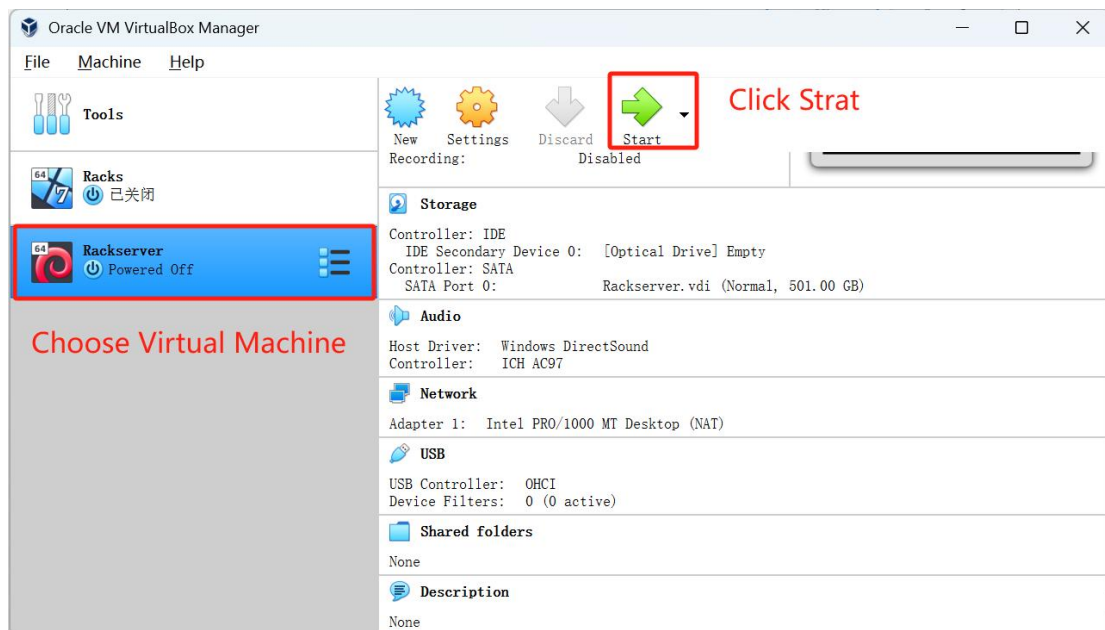 Oracle VM VirtualBox Manager
File Machine Help
Tools
New Settings Discard Start
Click Strat
Recording: Disabled
64
Racks
已关闭
64
Rackserver
Powered Off
Choose Virtual Machine
Storage
Controller: IDE
IDE Secondary Device 0: [Optical Drive] Empty
Controller: SATA
SATA Port 0: Rackserver.vdi (Normal, 501.00 GB)
Audio
Host Driver: Windows DirectSound
Controller: ICH AC97
Network
Adapter 1: Intel PRO/1000 MT Desktop (NAT)
USB
USB Controller: OHCI
Device Filters: 0 (0 active)
Shared folders
None
Description
None